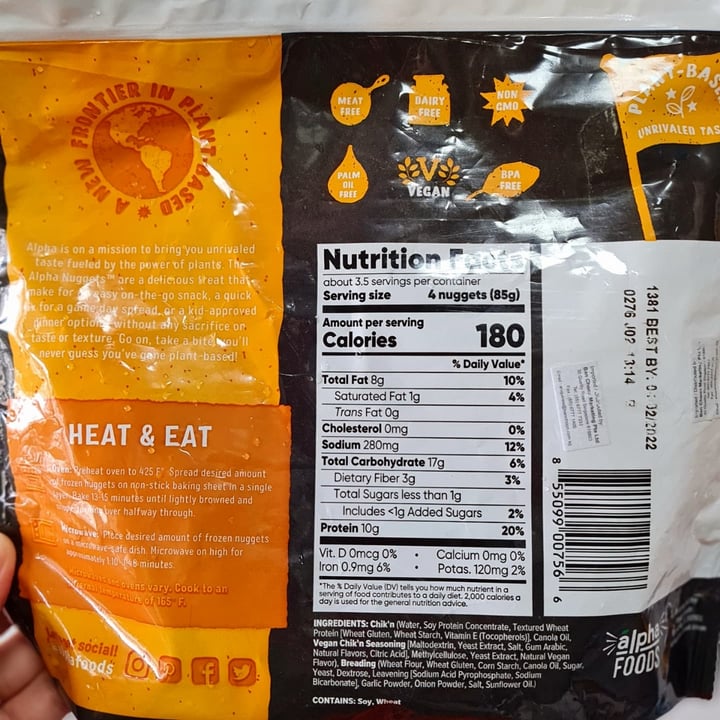 A NEW FRONTIER IN PLANT-BASED
Alpha is on a mission to bring you unrivaled
taste fueled by the power of plants. The
Alpha Nuggets™ are a delicious treat that
make for an easy on-the-go snack, a quick
for a game day spread, or a kid-approved
dinner option without any sacrifice on
taste or texture. Go on, take a bite, you'll
never guess you've gone plant-based!
HEAT & EAT
Oven: Preheat oven to 425 F° Spread desired amount
of frozen nuggets on non-stick baking sheet in a single
layer. Bake 13-15 minutes until lightly browned and
over halfway through.
Microwave: Place desired amount of frozen nuggets
on a microwave-safe dish. Microwave on high for
approximately minutes.
Microwaves and ovens vary. Cook to an
internal temperature of 165° F.
social!
foods
MEAT
FREE
DAIRY
FREE
NON
GMO
PALM
OIL
FREE
VEGAN
BPA
FREE
PLANT-BASED
UNRIVALED TAS
Nutrition Facts
about 3.5 servings per container
Serving size 4 nuggets (85g)
Amount per serving
Calories 180
% Daily Value*
Total Fat 8g 10%
Saturated Fat 1g 4%
Trans Fat 0g
Cholesterol 0mg 0%
Sodium 280mg 12%
Total Carbohydrate 17g 6%
Dietary Fiber 3g 3%
Total Sugars less than 1g
Includes <1g Added Sugars 2%
Protein 10g 20%
Vit. D 0mcg 0% • Calcium 0mg 0%
Iron 0.9mg 6% • Potas. 120mg 2%
*The % Daily Value (DV) tells you how much nutrient in a
serving of food contributes to a daily diet. 2,000 calories a
day is used for the general nutrition advice.
INGREDIENTS: Chik'n (Water, Soy Protein Concentrate, Textured Wheat
Protein [Wheat Gluten, Wheat Starch, Vitamin E (Tocopherols)], Canola Oil,
Vegan Chik'n Seasoning [Maltodextrin, Yeast Extract, Salt, Gum Arabic,
Natural Flavors, Citric Acid], Methylcellulose, Yeast Extract, Natural Vegan
Flavor). Breading (Wheat Flour, Wheat Gluten, Corn Starch, Canola Oil, Sugar,
Yeast, Dextrose, Leavening [Sodium Acid Pyrophosphate, Sodium
Bicarbonate], Garlic Powder, Onion Powder, Salt, Sunflower Oil.)
CONTAINS: Soy, Wheat
1381 BEST BY: 02/2022
0276 J02 13:14
8 55099 00756 6
alpha
FOODS